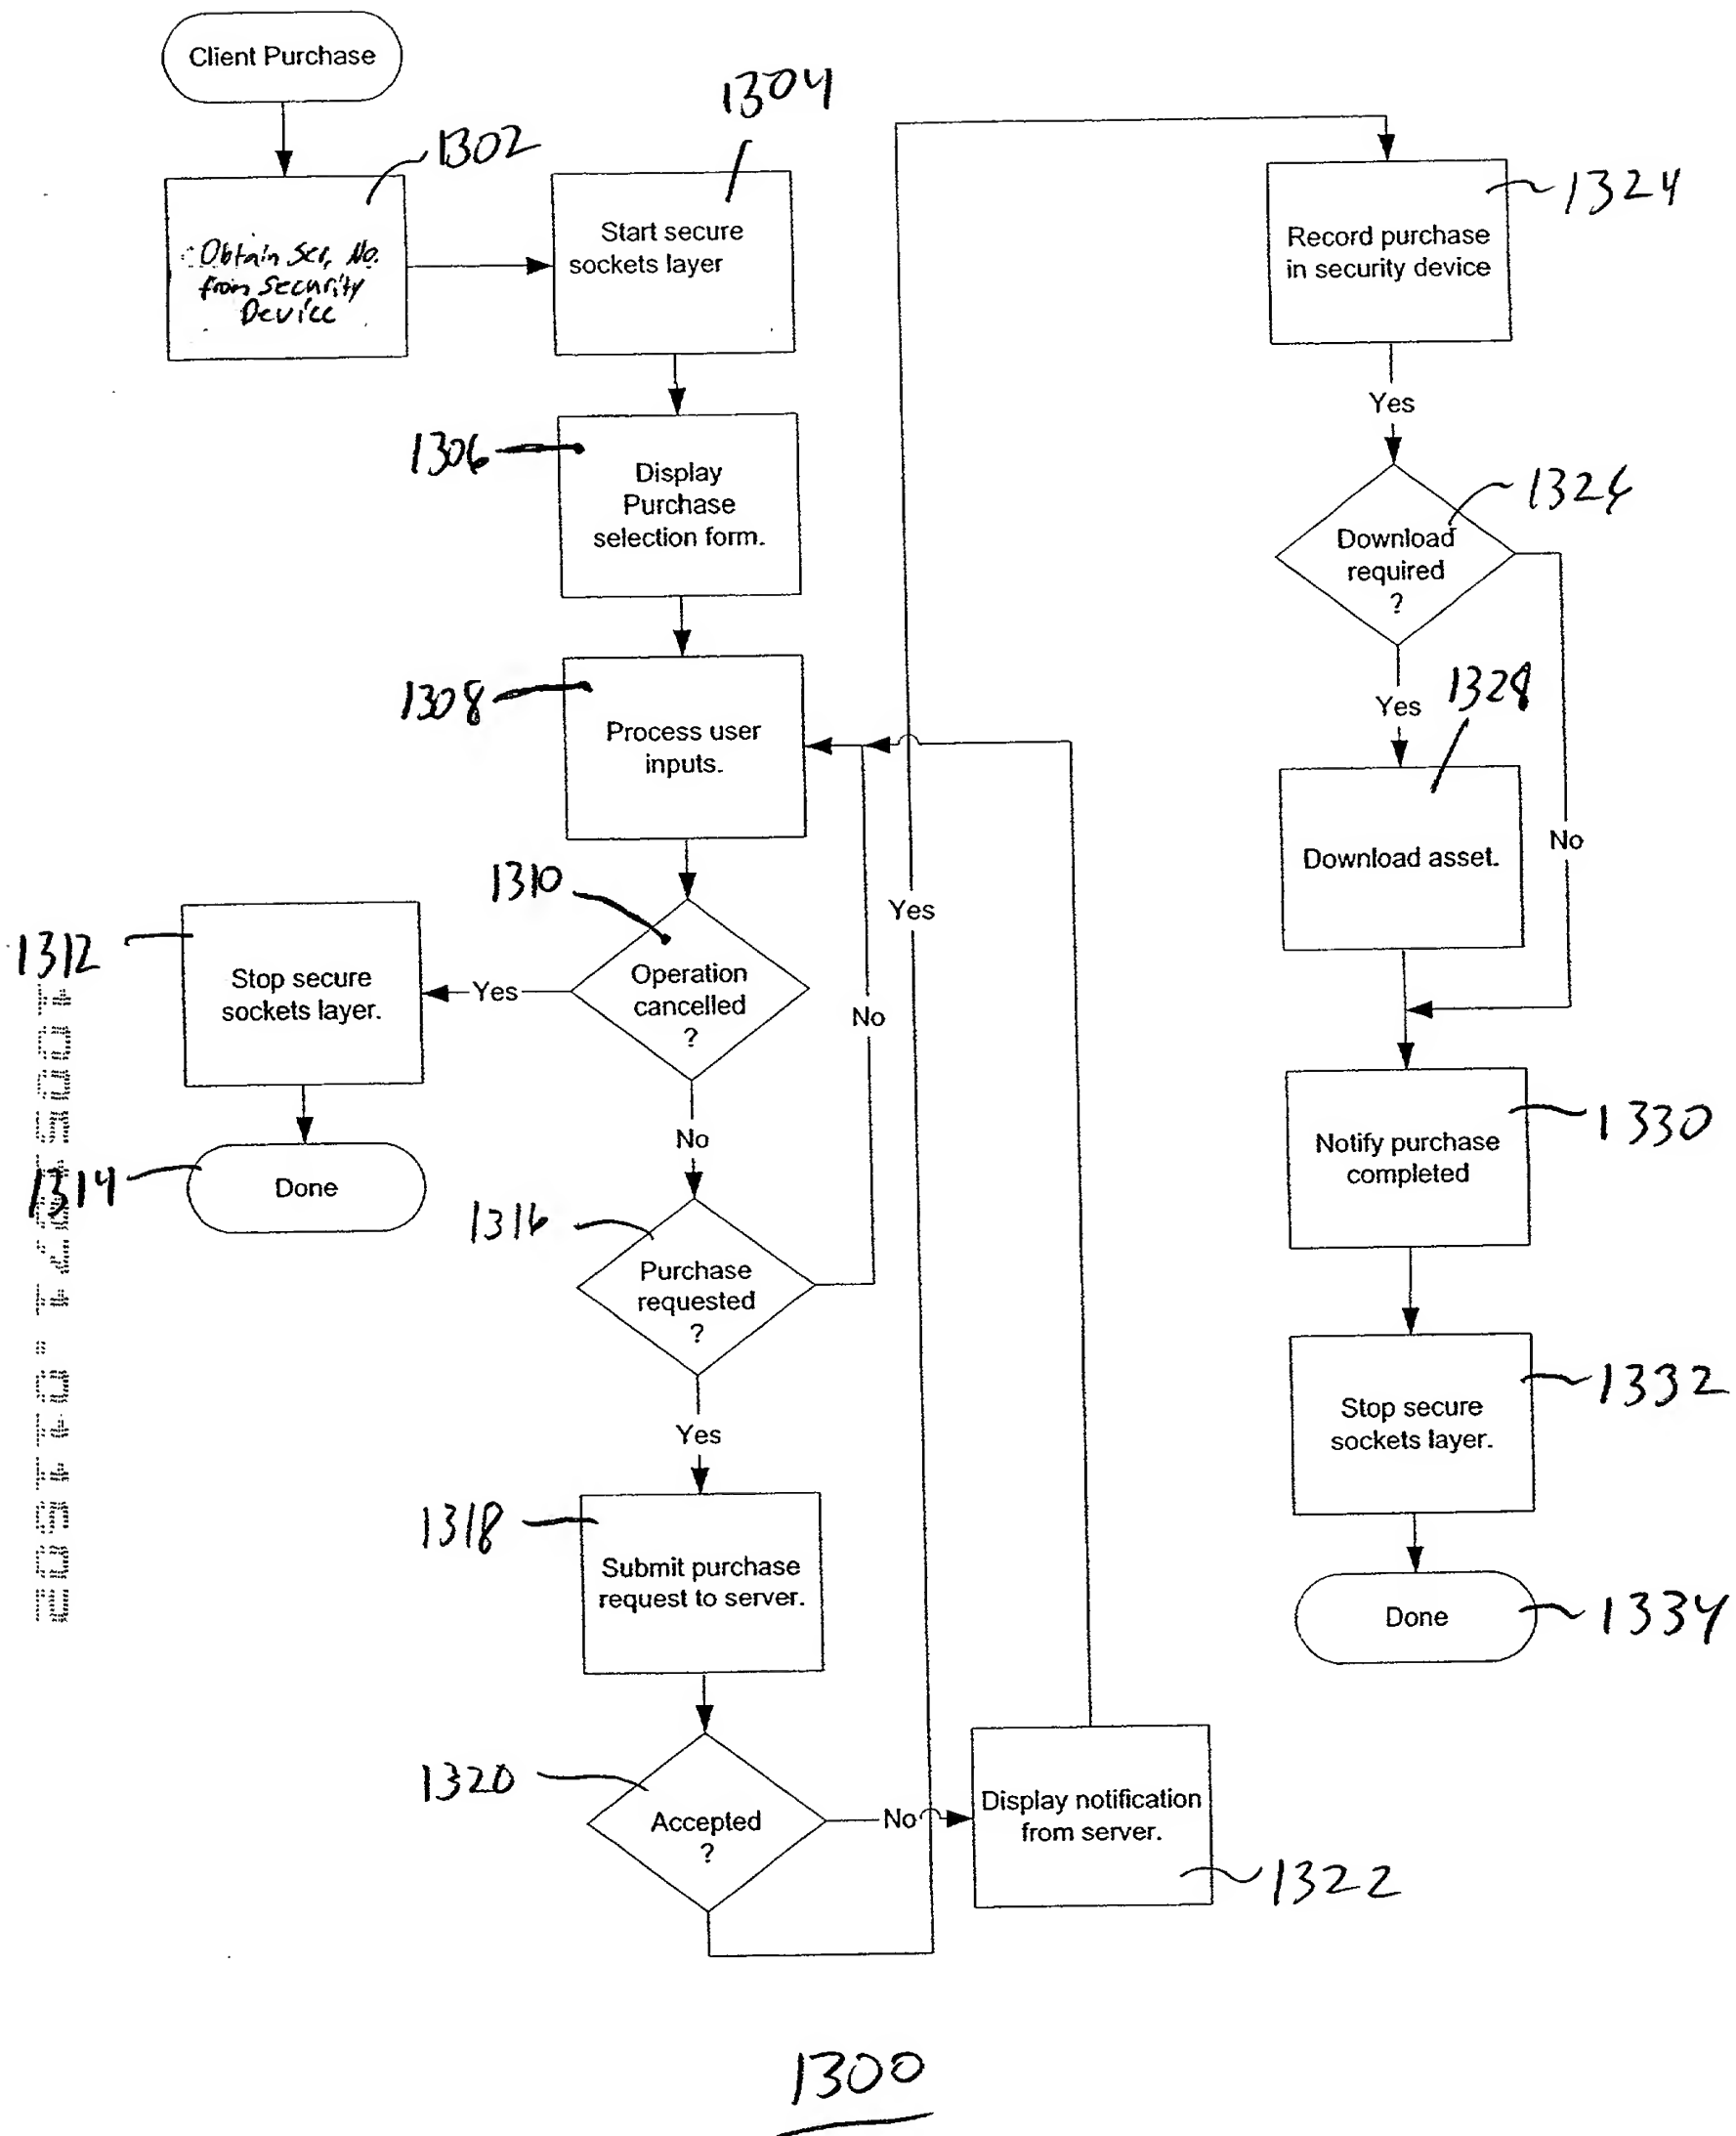 Client Purchase
1302
Obtain Ser. No.
from Security
Device
1304
Start secure
sockets layer
1306
Display
Purchase
selection form.
1308
Process user
inputs.
1310
Operation
cancelled
?
Yes
1312
Stop secure
sockets layer.
1314
Done
No
1316
Purchase
requested
?
No
Yes
1318
Submit purchase
request to server.
1320
Accepted
?
No
Display notification
from server.
1322
Yes
1324
Record purchase
in security device
Yes
1326
Download
required
?
Yes
No
1328
Download asset.
1330
Notify purchase
completed
1332
Stop secure
sockets layer.
1334
Done
1300